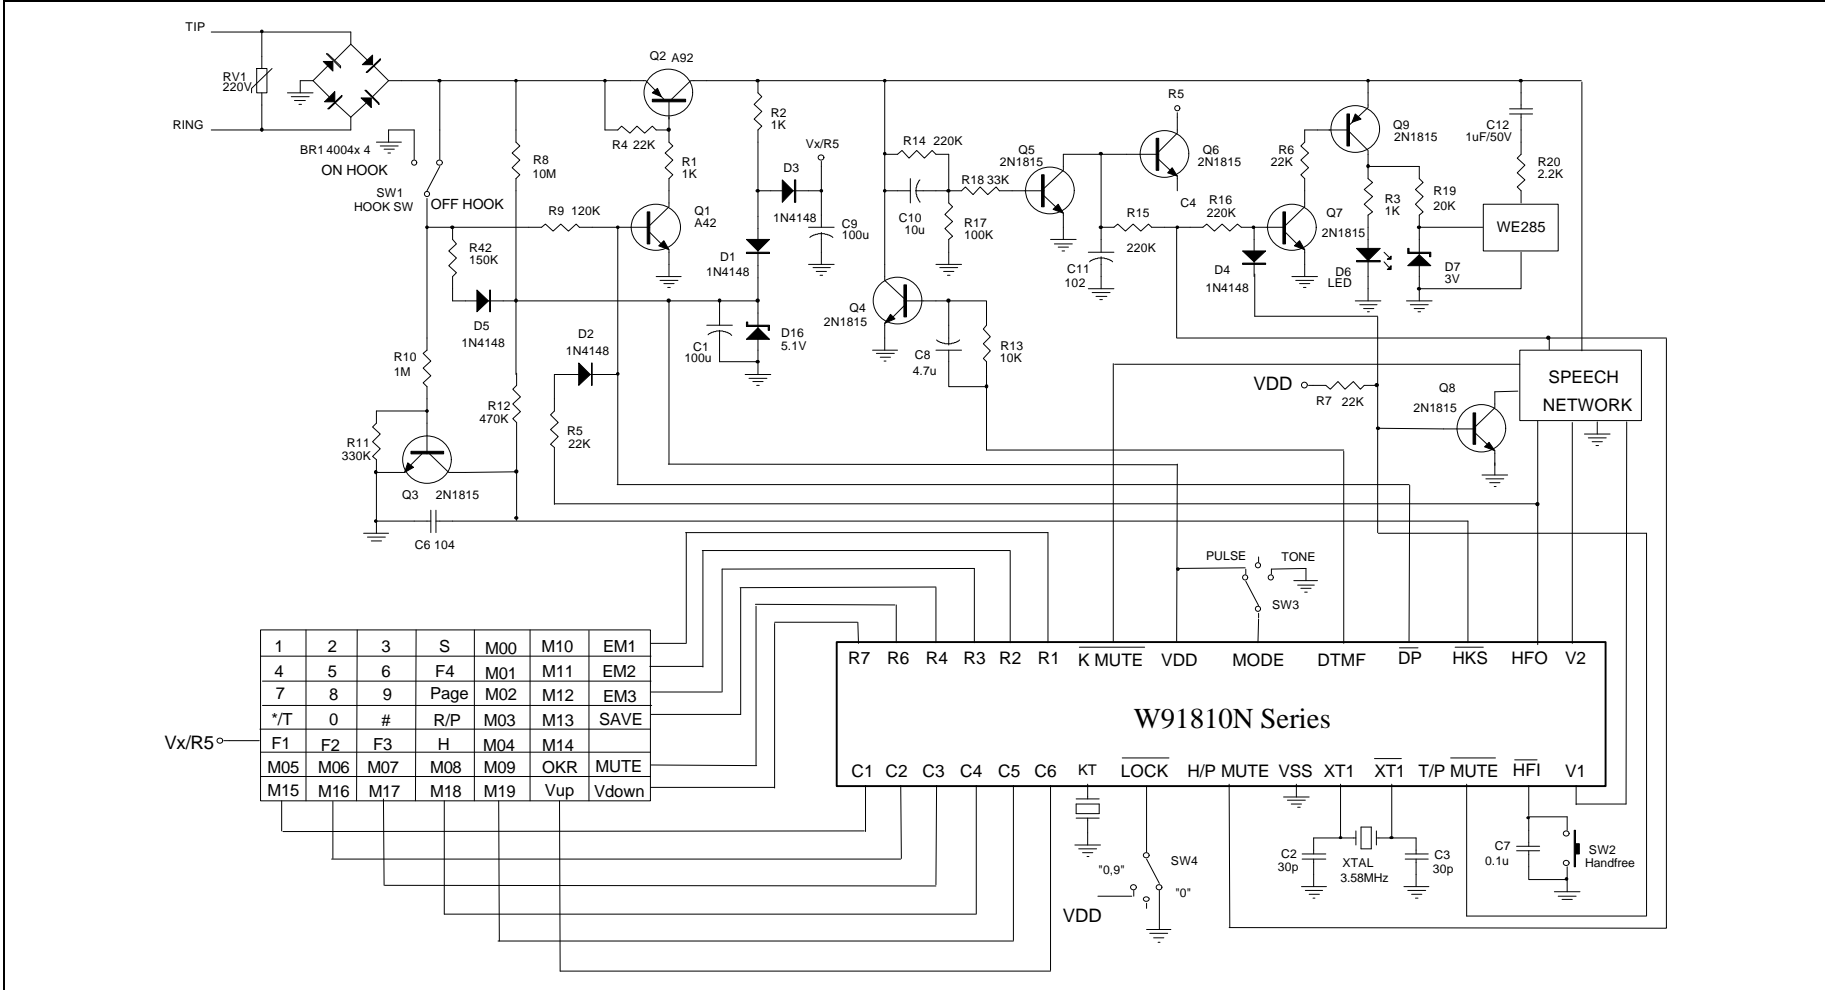 TIP
RV1
220V
RING
BR1 4004x 4
ON HOOK
SW1
HOOK SW
OFF HOOK
R8
10M
Q2 A92
R4 22K
R1
1K
R2
1K
Vx/R5
D3
1N4148
C9
100u
R9 120K
Q1
A42
D1
1N4148
R42
150K
D5
1N4148
D2
1N4148
C1
100u
D16
5.1V
R10
1M
R12
470K
R11
330K
R5
22K
Q3 2N1815
C6 104
R14 220K
C10
10u
R18 33K
R17
100K
Q5
2N1815
R5
Q6
2N1815
C4
R15
220K
C11
102
R16
220K
Q4
2N1815
C8
4.7u
R13
10K
R6
22K
Q7
2N1815
D4
1N4148
Q9
2N1815
R3
1K
D6
LED
R19
20K
D7
3V
C12
1uF/50V
R20
2.2K
WE285
VDD
R7 22K
Q8
2N1815
SPEECH
NETWORK
PULSE
TONE
SW3
1 2 3 S M00 M10 EM1
4 5 6 F4 M01 M11 EM2
7 8 9 Page M02 M12 EM3
*/T 0 # R/P M03 M13 SAVE
Vx/R5 F1 F2 F3 H M04 M14
M05 M06 M07 M08 M09 OKR MUTE
M15 M16 M17 M18 M19 Vup Vdown
R7 R6 R4 R3 R2 R1 K MUTE VDD MODE DTMF DP HKS HFO V2
W91810N Series
C1 C2 C3 C4 C5 C6 KT LOCK H/P MUTE VSS XT1 XT1 T/P MUTE HFI V1
"0,9"
SW4
"0"
VDD
C2
30p
XTAL
3.58MHz
C3
30p
C7
0.1u
SW2
Handfree